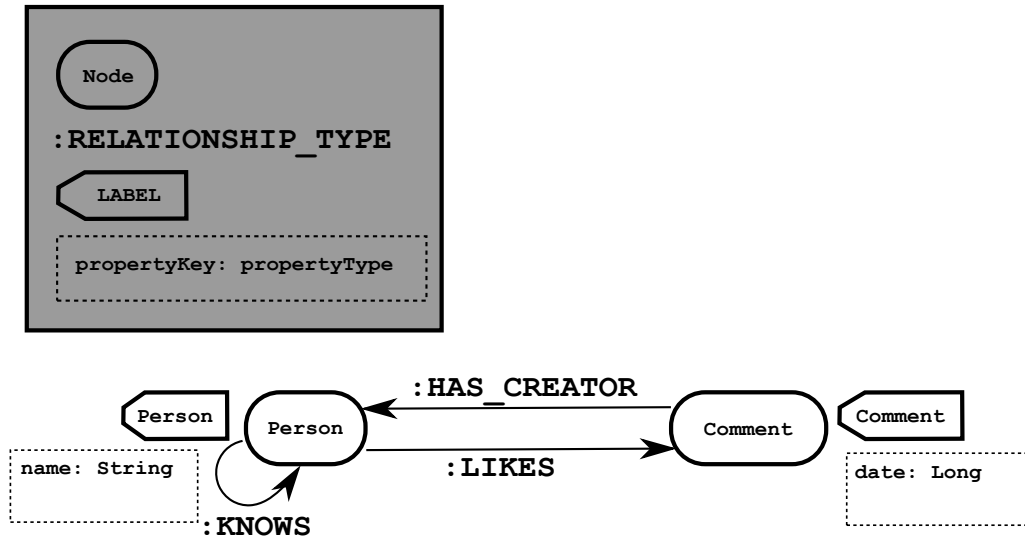 Node
:RELATIONSHIP_TYPE
LABEL
propertyKey: propertyType
:HAS_CREATOR
Person
Person
Comment
Comment
name: String
:LIKES
date: Long
:KNOWS